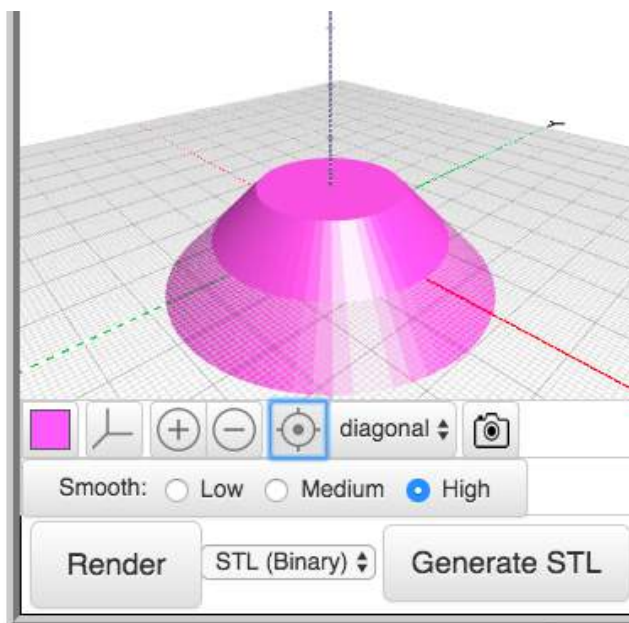 Y
diagonal
Smooth: Low Medium High
Render STL (Binary) Generate STL